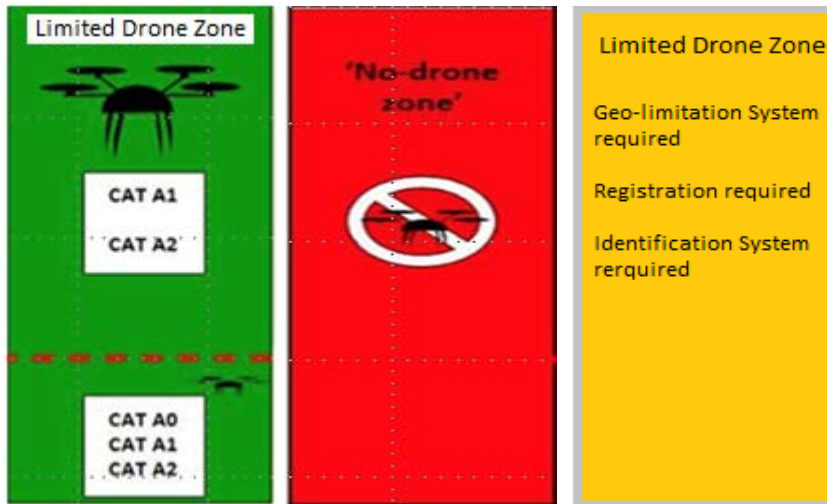 Limited Drone Zone
CAT A1
CAT A2
CAT A0
CAT A1
CAT A2
'No-drone
zone'
Limited Drone Zone
Geo-limitation System
required
Registration required
Identification System
rerquired